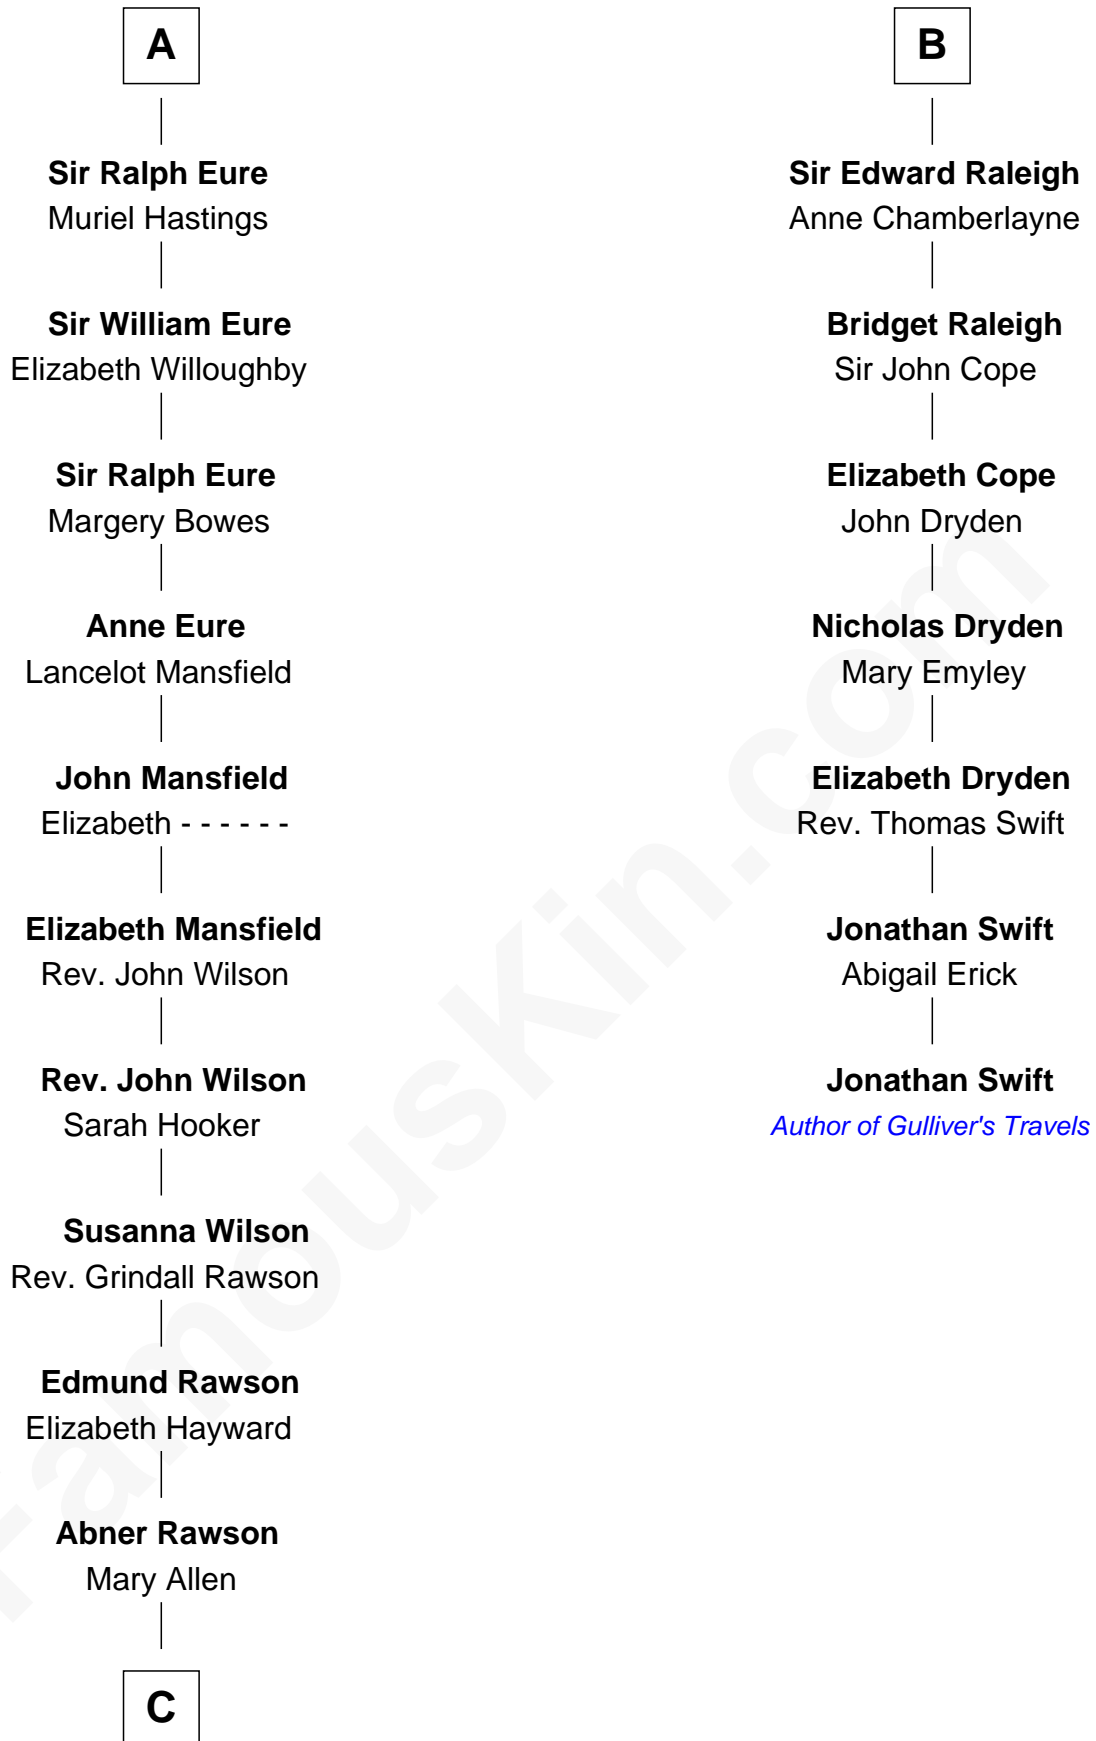 A
Sir Ralph Eure
Muriel Hastings
Sir William Eure
Elizabeth Willoughby
Sir Ralph Eure
Margery Bowes
Anne Eure
Lancelot Mansfield
John Mansfield
Elizabeth - - - - - -
Elizabeth Mansfield
Rev. John Wilson
Rev. John Wilson
Sarah Hooker
Susanna Wilson
Rev. Grindall Rawson
Edmund Rawson
Elizabeth Hayward
Abner Rawson
Mary Allen
C
B
Sir Edward Raleigh
Anne Chamberlayne
Bridget Raleigh
Sir John Cope
Elizabeth Cope
John Dryden
Nicholas Dryden
Mary Emyley
Elizabeth Dryden
Rev. Thomas Swift
Jonathan Swift
Abigail Erick
Jonathan Swift
Author of Gulliver's Travels
FamousKin.com